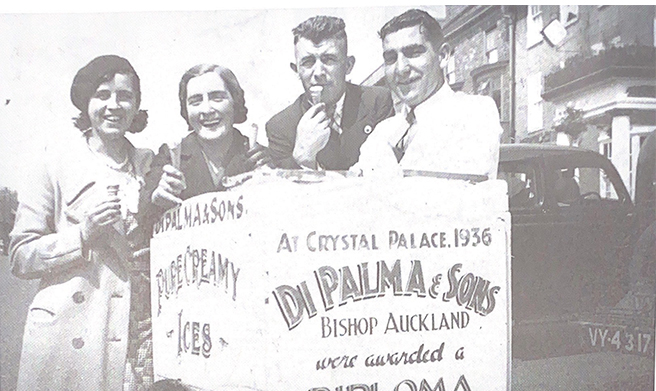 DI PALMA & SONS.
PURE CREAMY
- ICES -
AT CRYSTAL PALACE. 1936
DI PALMA & SONS
BISHOP AUCKLAND.
were awarded a
DIPLOMA
VY 4317